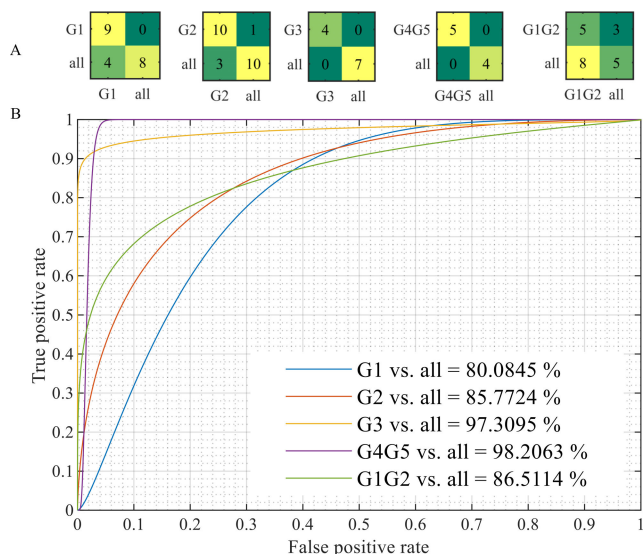 A
G1 9 0
all 4 8
G1 all
G2 10 1
all 3 10
G2 all
G3 4 0
all 0 7
G3 all
G4G5 5 0
all 0 4
G4G5 all
G1G2 5 3
all 8 5
G1G2 all
B
True positive rate
1
0.9
0.8
0.7
0.6
0.5
0.4
0.3
0.2
0.1
0
G1 vs. all = 80.0845 %
G2 vs. all = 85.7724 %
G3 vs. all = 97.3095 %
G4G5 vs. all = 98.2063 %
G1G2 vs. all = 86.5114 %
0 0.1 0.2 0.3 0.4 0.5 0.6 0.7 0.8 0.9 1
False positive rate